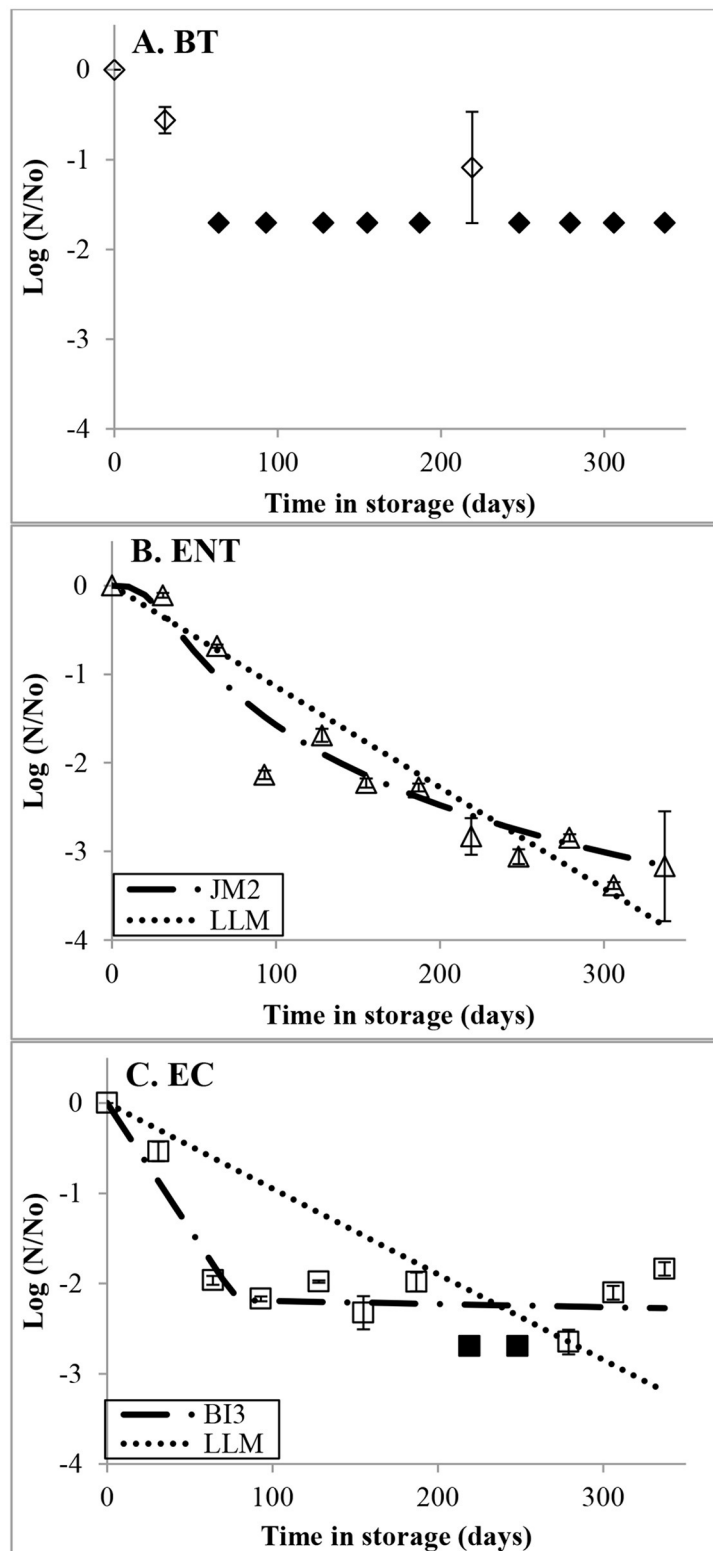 A. BT
0
-1
-2
-3
-4
Log (N/No)
0 100 200 300
Time in storage (days)
B. ENT
0
-1
-2
-3
-4
Log (N/No)
JM2
LLM
0 100 200 300
Time in storage (days)
C. EC
0
-1
-2
-3
-4
Log (N/No)
BI3
LLM
0 100 200 300
Time in storage (days)